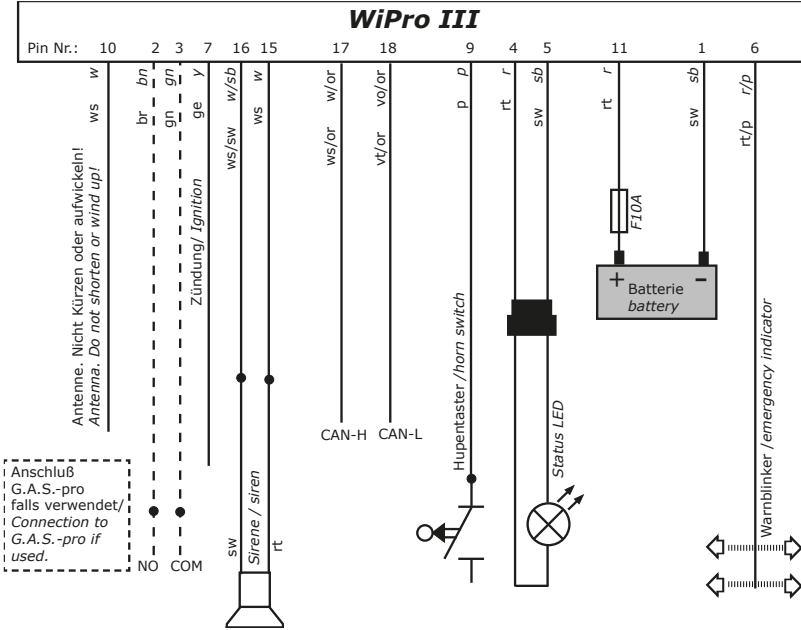 WiPro III
Pin Nr.: 10 2 3 7 16 15 17 18 9 4 5 11 1 6
w bn gn y w/sb w w/or vo/or p r sb r sb r/p
ws br gn ge ws/sw ws ws/or vt/or p rt sw rt sw rt/p
Antenne. Nicht Kürzen oder aufwickeln!
Antenna. Do not shorten or wind up!
Zündung/ Ignition
F10A
+ -
Batterie
battery
CAN-H CAN-L
Hupentaster /horn switch
Status LED
Warnblinker /emergency indicator
Anschluß
G.A.S.-pro
falls verwendet/
Connection to
G.A.S.-pro if
used.
NO COM
sw
Sirene / siren
rt